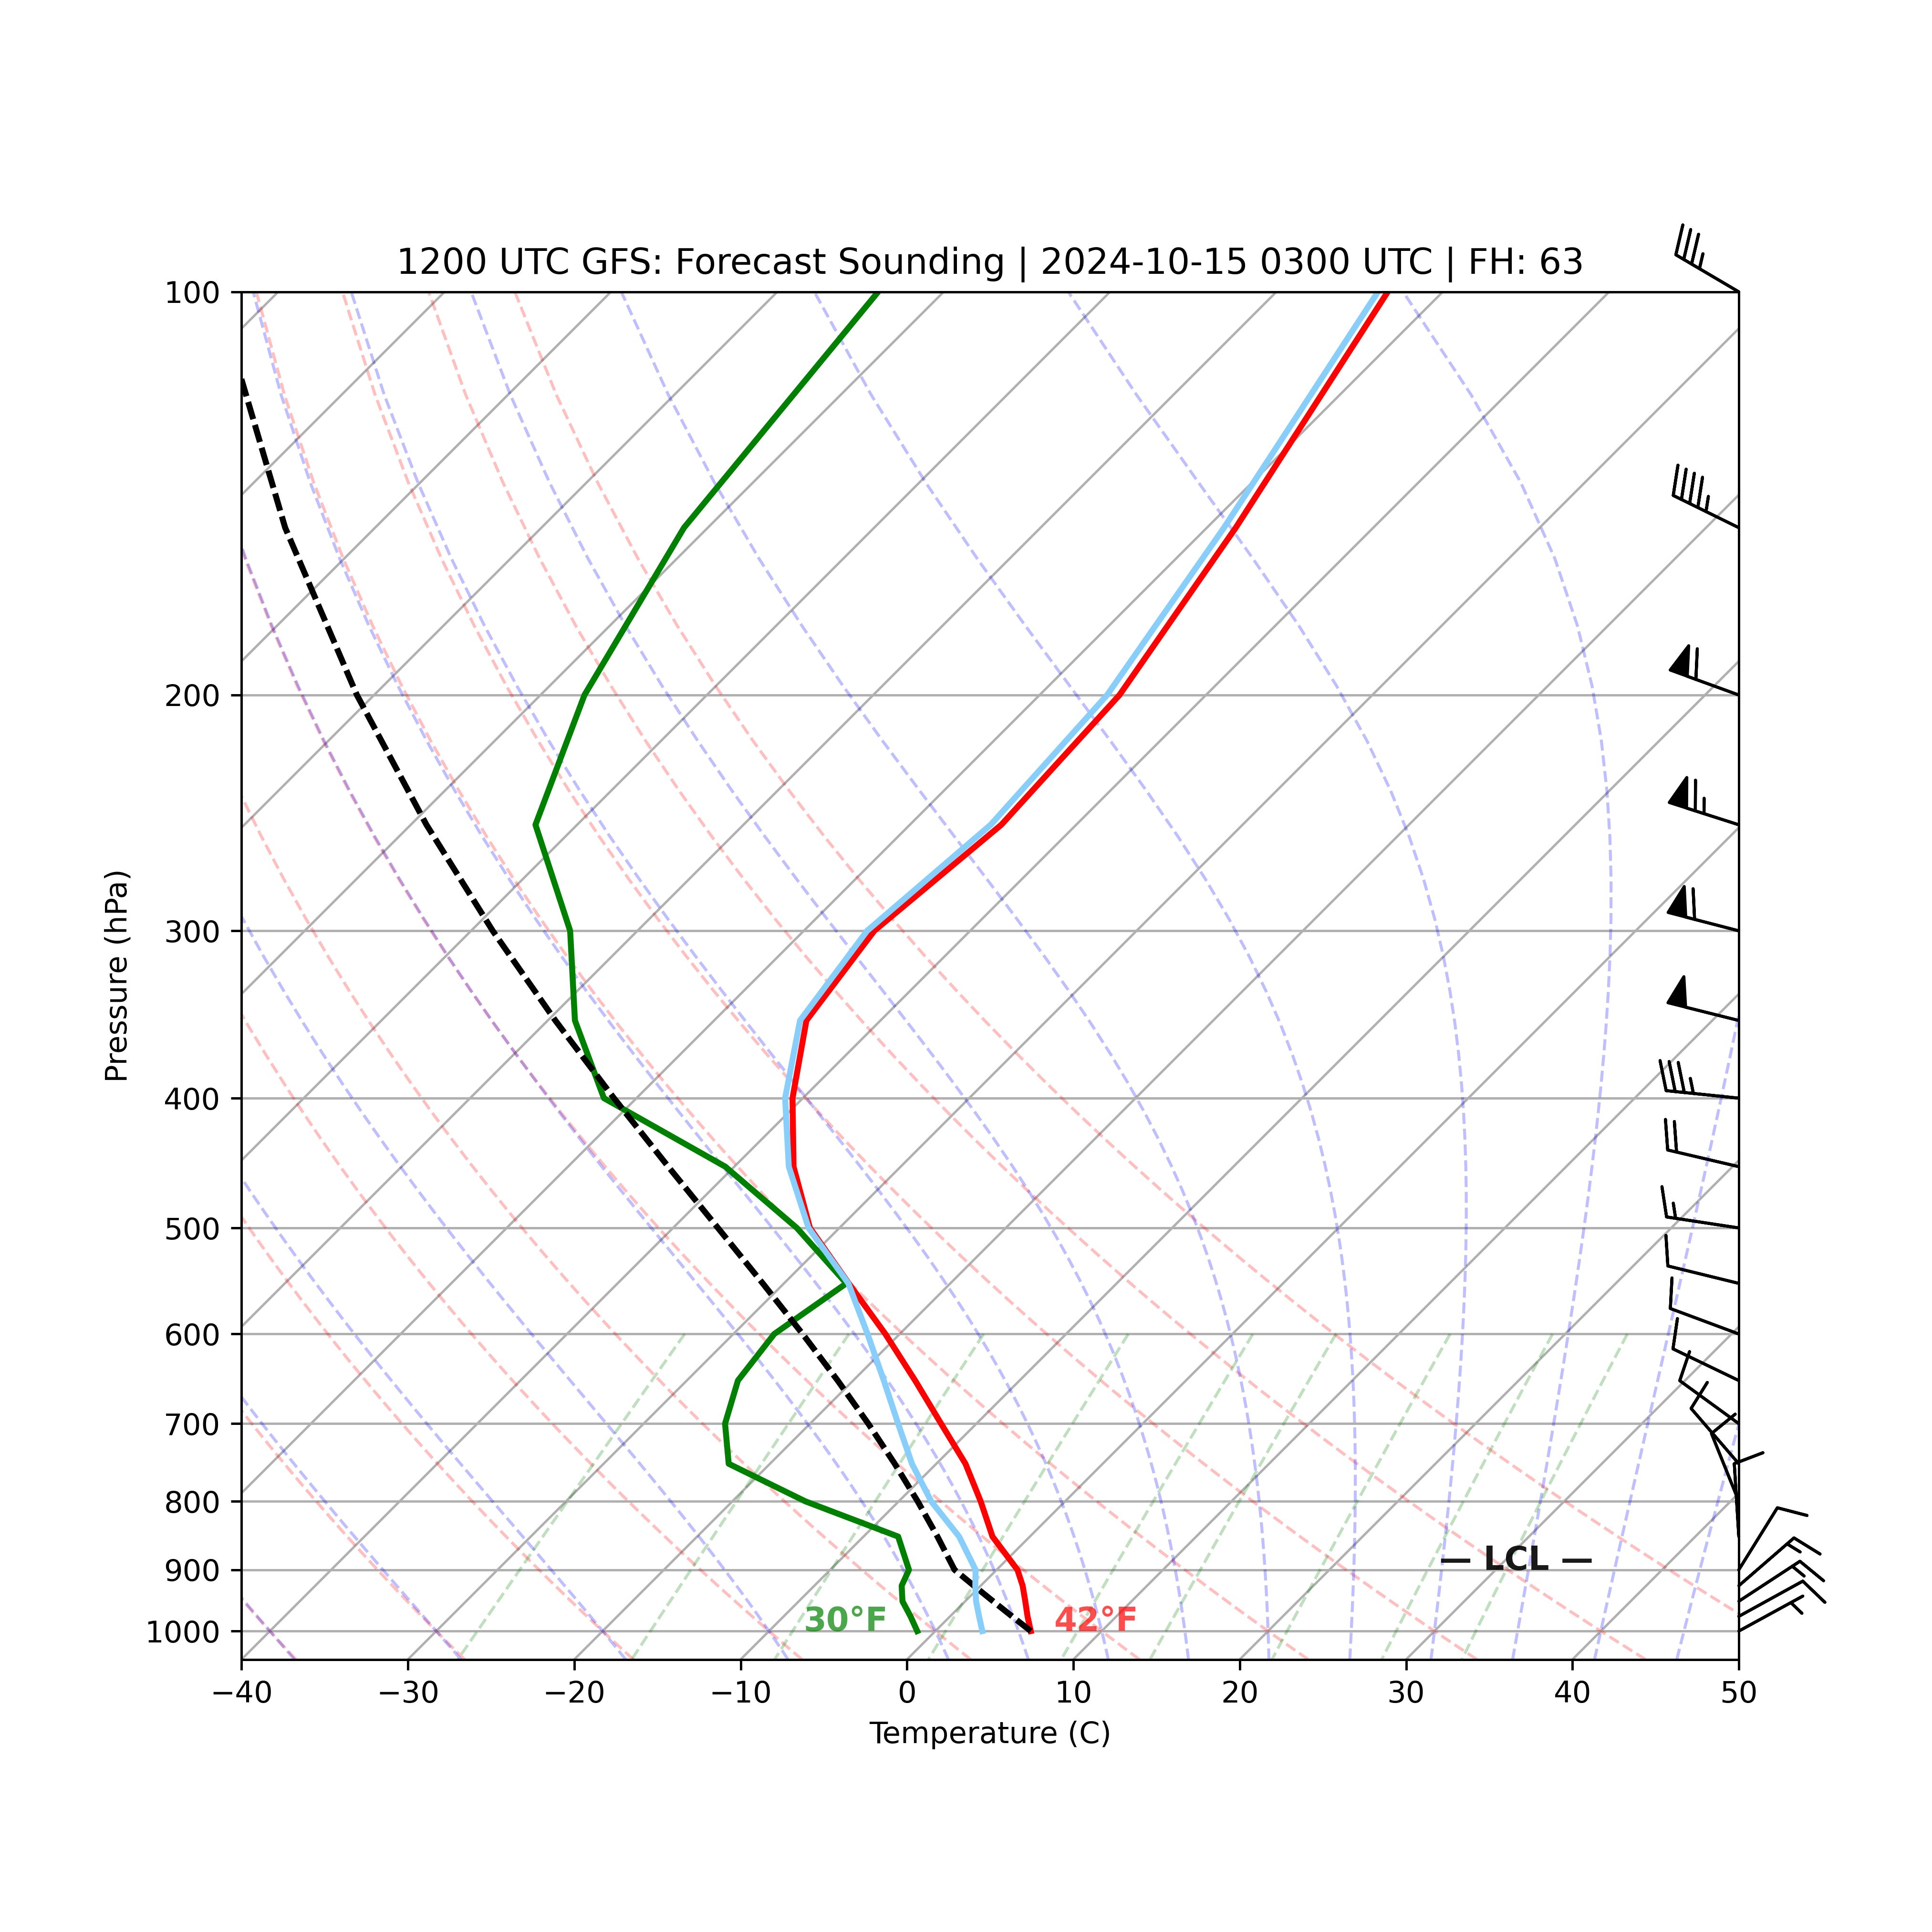 1200 UTC GFS: Forecast Sounding | 2024-10-15 0300 UTC | FH: 63
100
200
300
400
500
600
700
800
900
1000
Pressure (hPa)
— LCL —
30°F
42°F
−40 −30 −20 −10 0 10 20 30 40 50
Temperature (C)